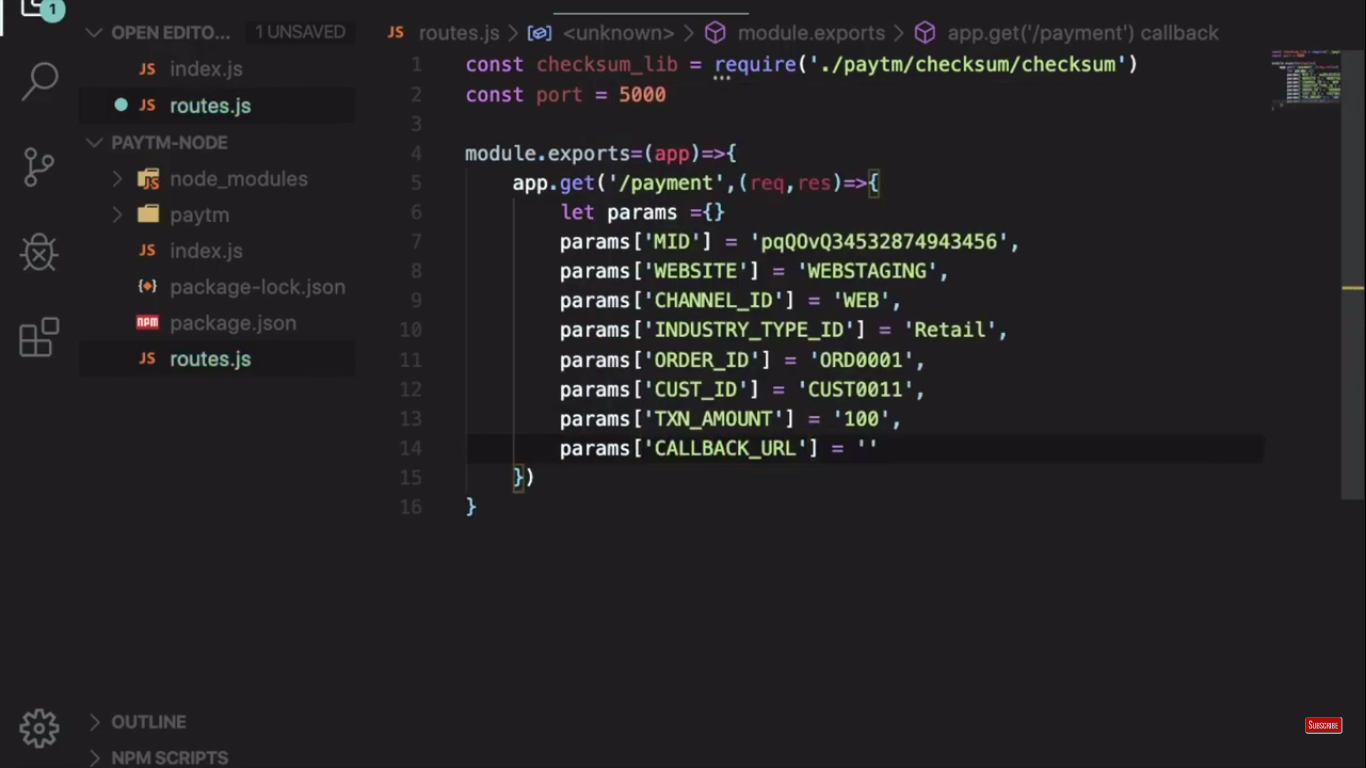 1
OPEN EDITO... 1 UNSAVED
JS index.js
JS routes.js
PAYTM-NODE
JS node_modules
paytm
JS index.js
package-lock.json
npm package.json
JS routes.js
OUTLINE
NPM SCRIPTS
JS routes.js > <unknown> > module.exports > app.get('/payment') callback
1 const checksum_lib = require('./paytm/checksum/checksum')
2 const port = 5000
3
4 module.exports=(app)=>{
5 app.get('/payment',(req,res)=>{
6 let params ={}
7 params['MID'] = 'pqQOvQ34532874943456',
8 params['WEBSITE'] = 'WEBSTAGING',
9 params['CHANNEL_ID'] = 'WEB',
10 params['INDUSTRY_TYPE_ID'] = 'Retail',
11 params['ORDER_ID'] = 'ORD0001',
12 params['CUST_ID'] = 'CUST0011',
13 params['TXN_AMOUNT'] = '100',
14 params['CALLBACK_URL'] = ''
15 })
16 }
SUBSCRIBE